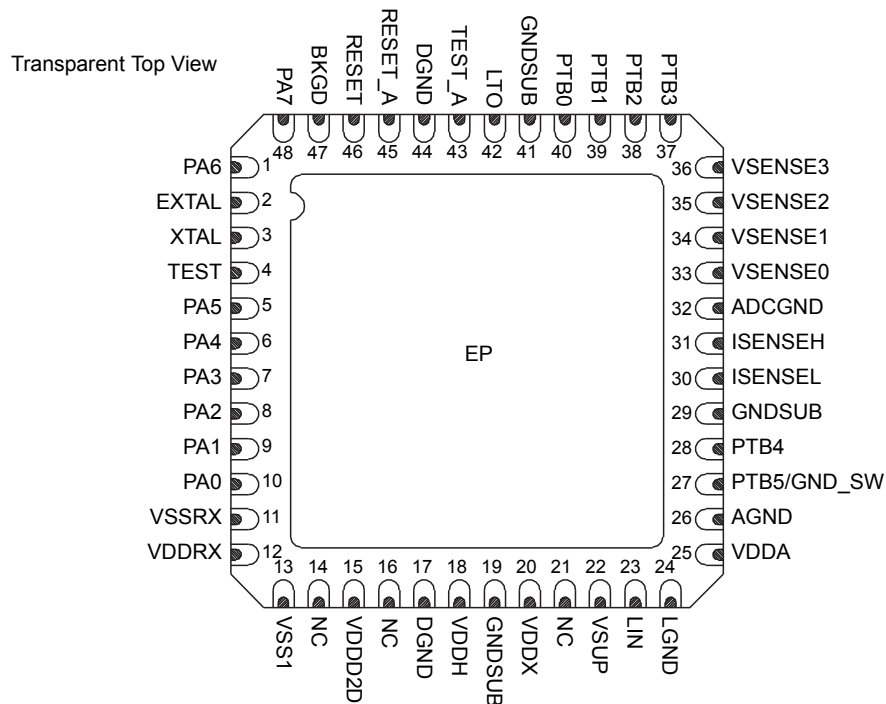 Transparent Top View
PA7
BKGD
RESET
RESET_A
DGND
TEST_A
LTO
GNDSUB
PTB0
PTB1
PTB2
PTB3
48 47 46 45 44 43 42 41 40 39 38 37
PA6 1
EXTAL 2
XTAL 3
TEST 4
PA5 5
PA4 6
PA3 7
PA2 8
PA1 9
PA0 10
VSSRX 11
VDDRX 12
EP
36 VSENSE3
35 VSENSE2
34 VSENSE1
33 VSENSE0
32 ADCGND
31 ISENSEH
30 ISENSEL
29 GNDSUB
28 PTB4
27 PTB5/GND_SW
26 AGND
25 VDDA
13 14 15 16 17 18 19 20 21 22 23 24
VSS1
NC
VDDD2D
NC
DGND
VDDH
GNDSUB
VDDX
NC
VSUP
LIN
LGND